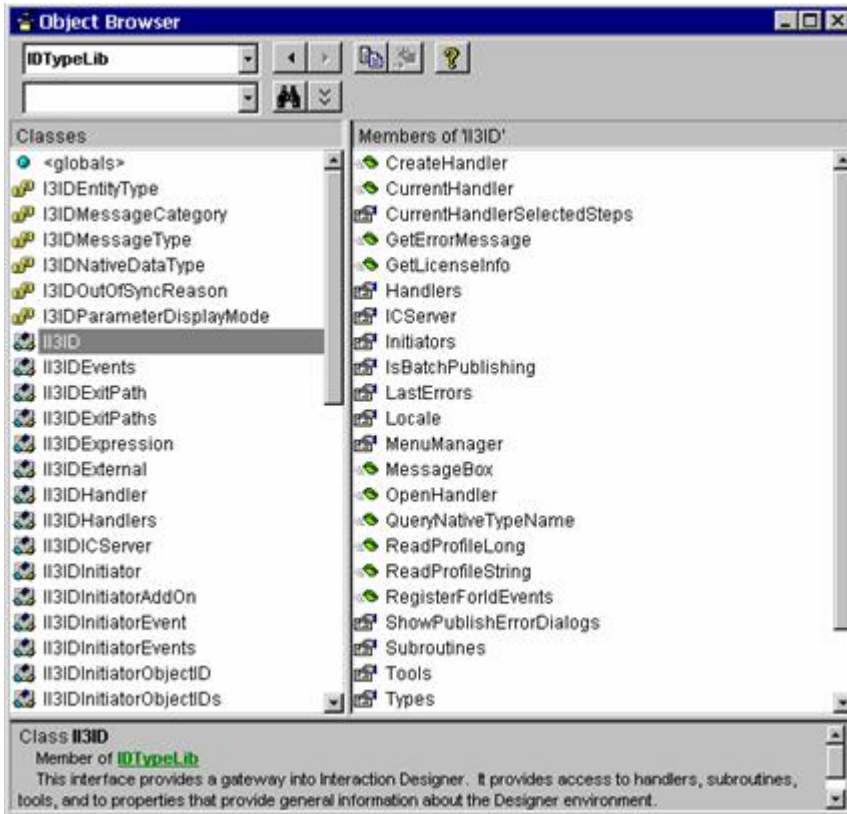 Object Browser
IDTypeLib
Classes
Members of 'II3ID'
<globals>
I3IDEntityType
I3IDMessageCategory
I3IDMessageType
I3IDNativeDataType
I3IDOutOfSyncReason
I3IDParameterDisplayMode
II3ID
II3IDEvents
II3IDExitPath
II3IDExitPaths
II3IDExpression
II3IDExternal
II3IDHandler
II3IDHandlers
II3IDICServer
II3IDInitiator
II3IDInitiatorAddOn
II3IDInitiatorEvent
II3IDInitiatorEvents
II3IDInitiatorObjectID
II3IDInitiatorObjectIDs
CreateHandler
CurrentHandler
CurrentHandlerSelectedSteps
GetErrorMessage
GetLicenseInfo
Handlers
ICServer
Initiators
IsBatchPublishing
LastErrors
Locale
MenuManager
MessageBox
OpenHandler
QueryNativeTypeName
ReadProfileLong
ReadProfileString
RegisterForIdEvents
ShowPublishErrorDialogs
Subroutines
Tools
Types
Class II3ID
Member of IDTypeLib
This interface provides a gateway into Interaction Designer. It provides access to handlers, subroutines,
tools, and to properties that provide general information about the Designer environment.